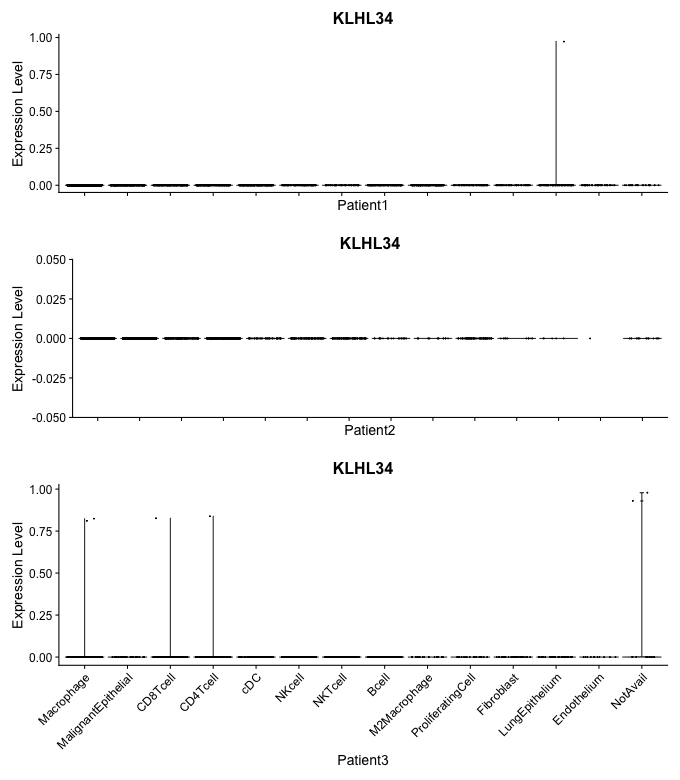 KLHL34
Expression Level
1.00
0.75
0.50
0.25
0.00
Patient1
KLHL34
Expression Level
0.050
0.025
0.000
-0.025
-0.050
Patient2
KLHL34
Expression Level
1.00
0.75
0.50
0.25
0.00
Macrophage
MalignantEpithelial
CD8Tcell
CD4Tcell
cDC
NKcell
NKTcell
Bcell
M2Macrophage
ProliferatingCell
Fibroblast
LungEpithelium
Endothelium
NotAvail
Patient3